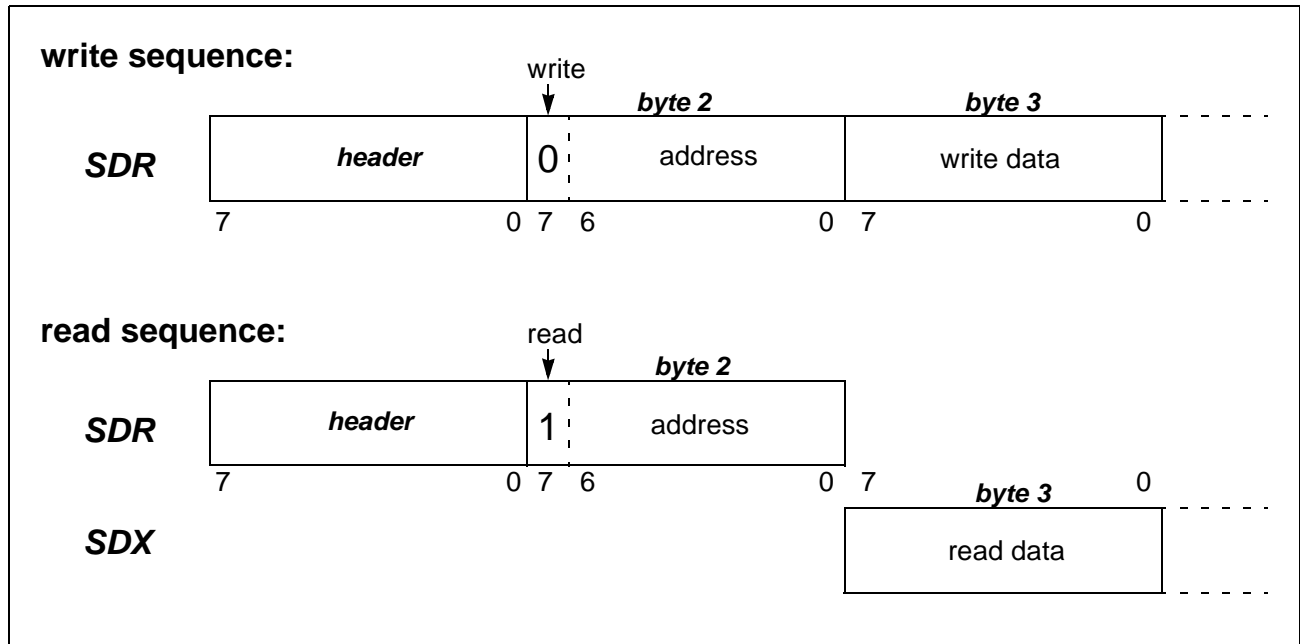 write sequence:
write
byte 2 byte 3
SDR header 0 address write data
7 0 7 6 0 7 0
read sequence:
read
byte 2
SDR header 1 address
7 0 7 6 0 7 0
byte 3
SDX read data